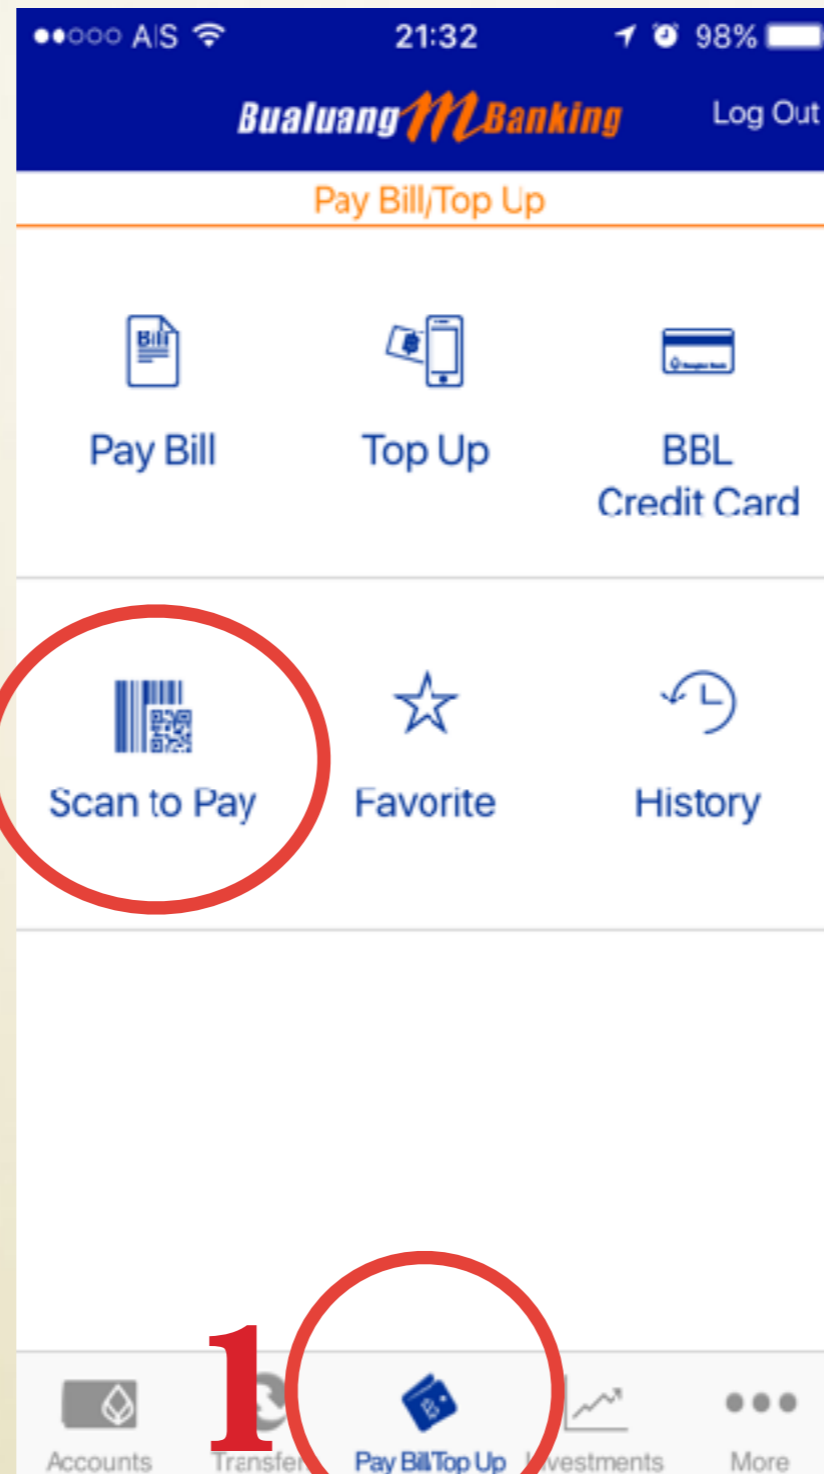 AIS 21:32 98%
Bualuang mBanking Log Out
Pay Bill/Top Up
Bill
Pay Bill Top Up BBL
Credit Card
Scan to Pay Favorite History
1
Accounts Transfer Pay Bill/Top Up Investments More